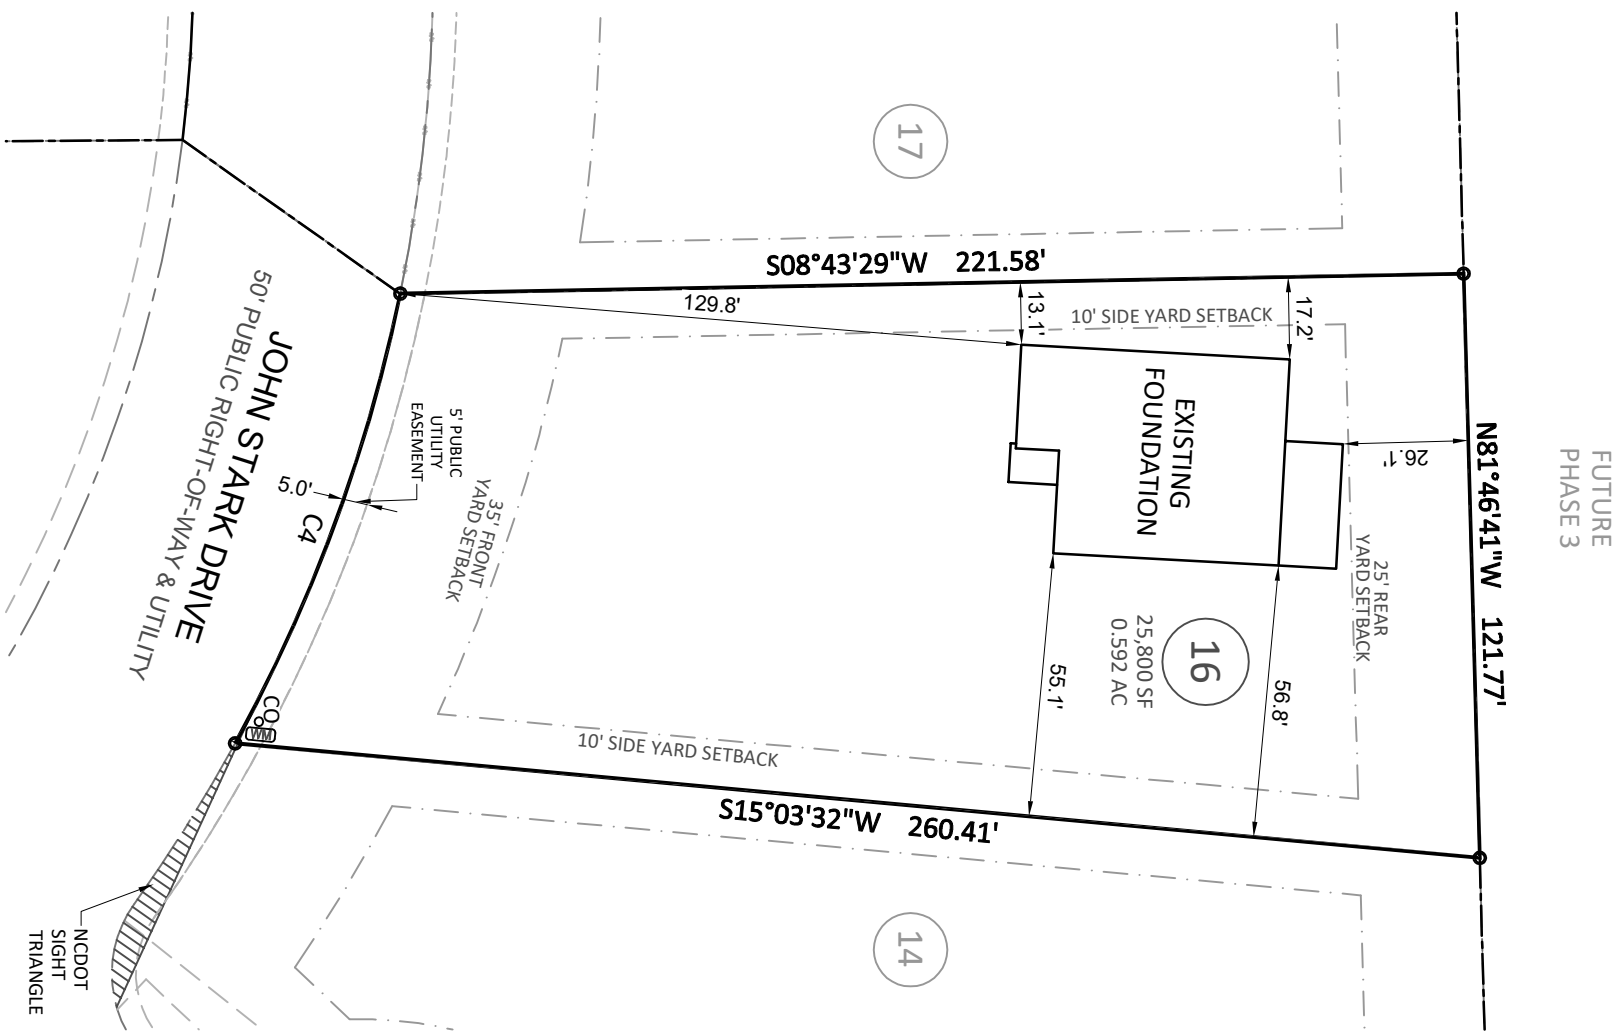 FUTURE
PHASE 3
17
S08°43'29"W 221.58'
129.8'
13.1'
10' SIDE YARD SETBACK
17.2'
EXISTING
FOUNDATION
26.1'
N81°46'41"W 121.77'
25' REAR
YARD SETBACK
5' PUBLIC
UTILITY
EASEMENT
35' FRONT
YARD SETBACK
5.0'
C4
JOHN STARK DRIVE
50' PUBLIC RIGHT-OF-WAY & UTILITY
16
25,800 SF
0.592 AC
55.1'
56.8'
CO
WM
10' SIDE YARD SETBACK
S15°03'32"W 260.41'
14
NCDOT
SIGHT
TRIANGLE